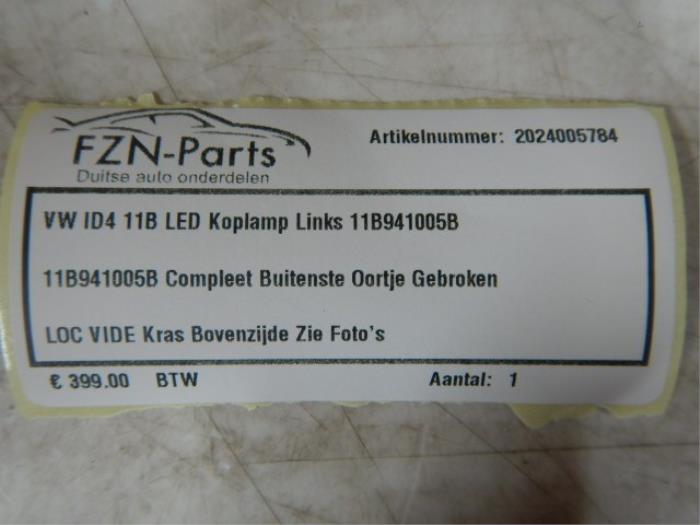 FZN-Parts
Duitse auto onderdelen
Artikelnummer: 2024005784
VW ID4 11B LED Koplamp Links 11B941005B
11B941005B Compleet Buitenste Oortje Gebroken
LOC VIDE Kras Bovenzijde Zie Foto's
€ 399.00 BTW Aantal: 1